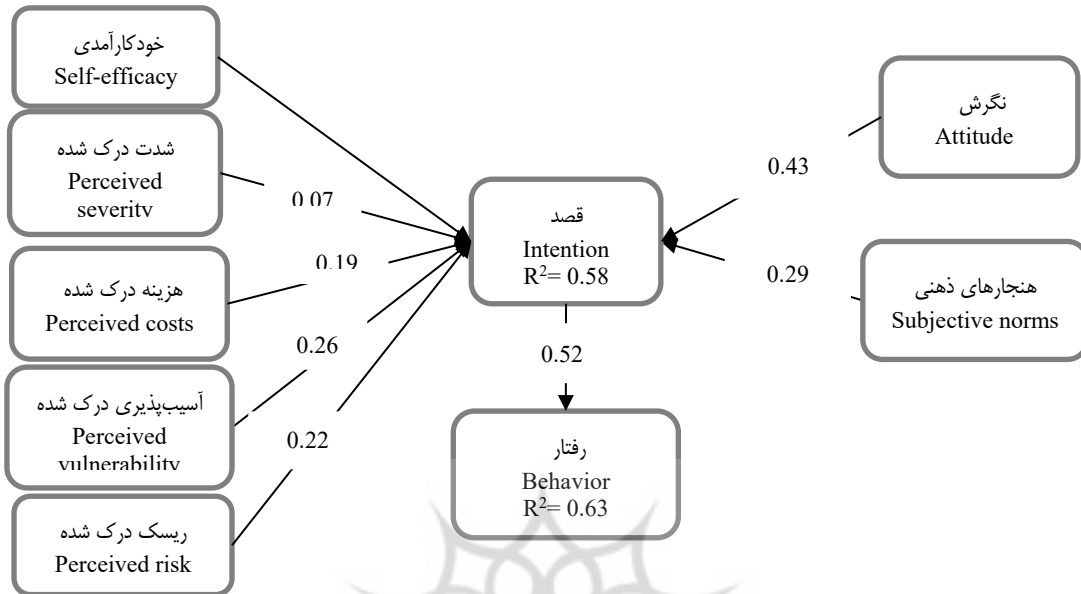 خودکارآمدی
Self-efficacy
شدت درک شده
Perceived
severity
هزینه درک شده
Perceived costs
آسیب‌پذیری درک شده
Perceived
vulnerability
ریسک درک شده
Perceived risk
0.07
0.19
0.26
0.22
قصد
Intention
R²= 0.58
0.52
رفتار
Behavior
R²= 0.63
0.43
0.29
نگرش
Attitude
هنجارهای ذهنی
Subjective norms